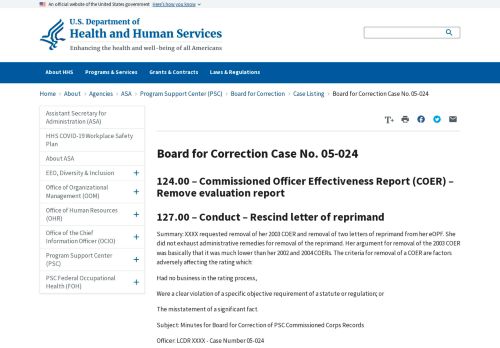 An official website of the United States government Here's how you know
U.S. Department of
Health and Human Services
Enhancing the health and well-being of all Americans
About HHS Programs & Services Grants & Contracts Laws & Regulations
Home > About > Agencies > ASA > Program Support Center (PSC) > Board for Correction > Case Listing > Board for Correction Case No. 05-024
Assistant Secretary for
Administration (ASA)
HHS COVID-19 Workplace Safety
Plan
About ASA
EEO, Diversity & Inclusion +
Office of Organizational
Management (OOM) +
Office of Human Resources
(OHR) +
Office of the Chief
Information Officer (OCIO) +
Program Support Center
(PSC) +
PSC Federal Occupational
Health (FOH) +
T+
Board for Correction Case No. 05-024
124.00 – Commissioned Officer Effectiveness Report (COER) –
Remove evaluation report
127.00 – Conduct – Rescind letter of reprimand
Summary: XXXX requested removal of her 2003 COER and removal of two letters of reprimand from her eOPF. She
did not exhaust administrative remedies for removal of the reprimand. Her argument for removal of the 2003 COER
was basically that it was much lower than her 2002 and 2004 COERs. The criteria for removal of a COER are factors
adversely affecting the rating which:
Had no business in the rating process,
Were a clear violation of a specific objective requirement of a statute or regulation; or
The misstatement of a significant fact.
Subject: Minutes for Board for Correction of PSC Commissioned Corps Records
Officer: LCDR XXXX - Case Number 05-024